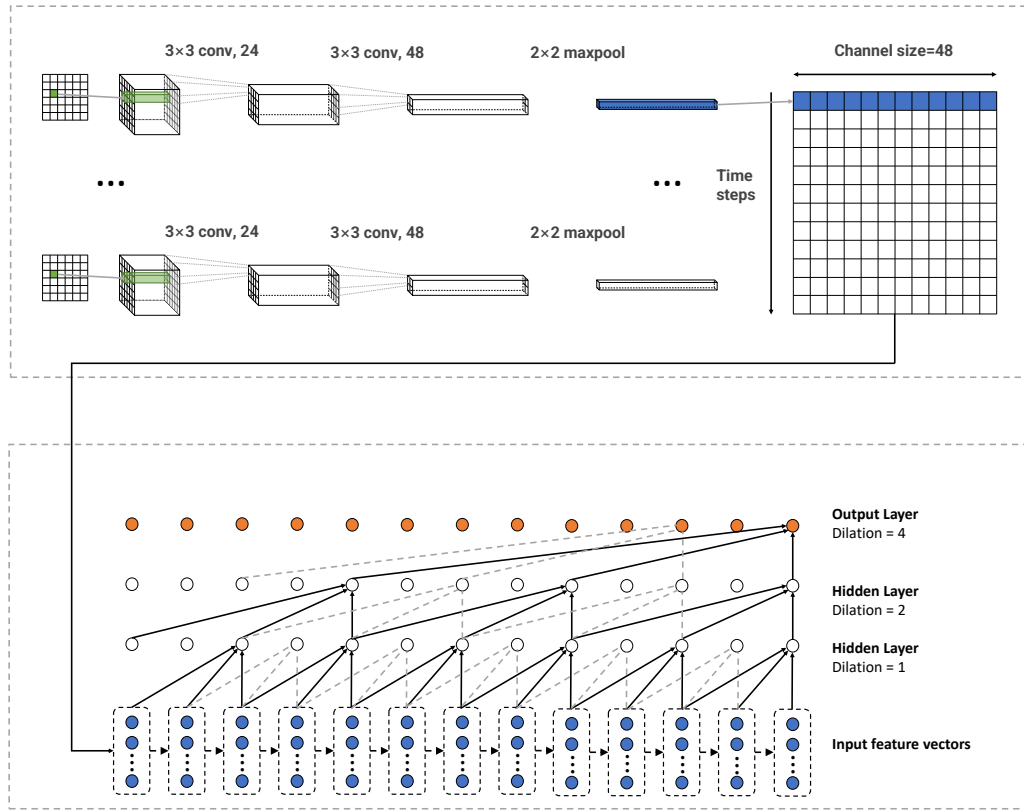 3×3 conv, 24
3×3 conv, 48
2×2 maxpool
Channel size=48
...
...
Time
steps
3×3 conv, 24
3×3 conv, 48
2×2 maxpool
Output Layer
Dilation = 4
Hidden Layer
Dilation = 2
Hidden Layer
Dilation = 1
Input feature vectors